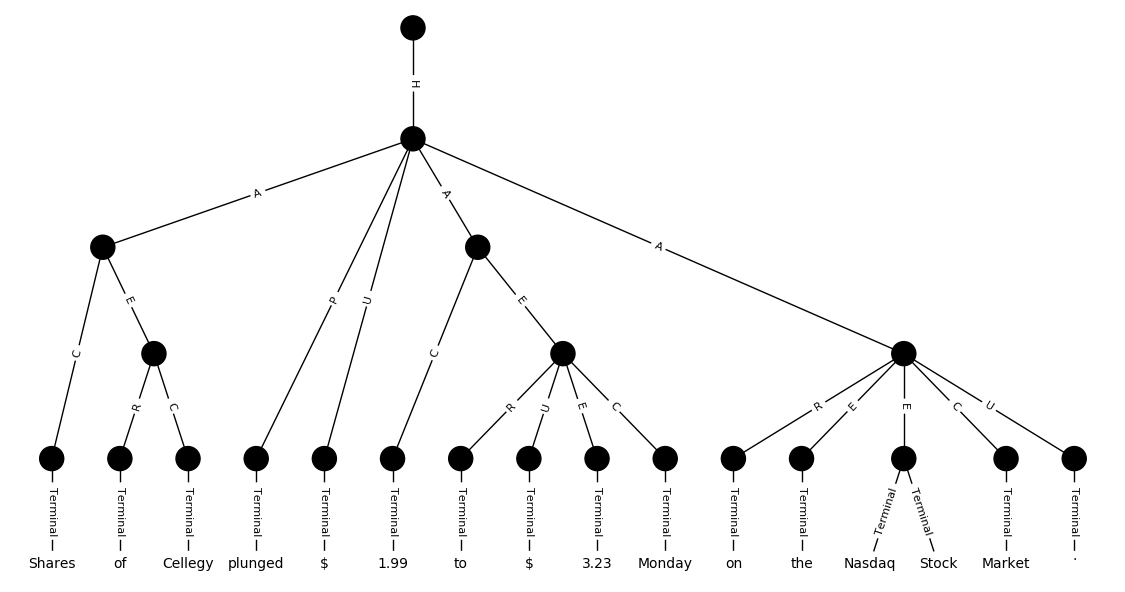 H
A
A
A
P
U
E
E
C
C
R
C
R
U
E
C
R
E
E
C
U
Terminal Terminal Terminal Terminal Terminal Terminal Terminal Terminal Terminal Terminal Terminal Terminal Terminal Terminal Terminal Terminal
Shares of Cellegy plunged $ 1.99 to $ 3.23 Monday on the Nasdaq Stock Market .